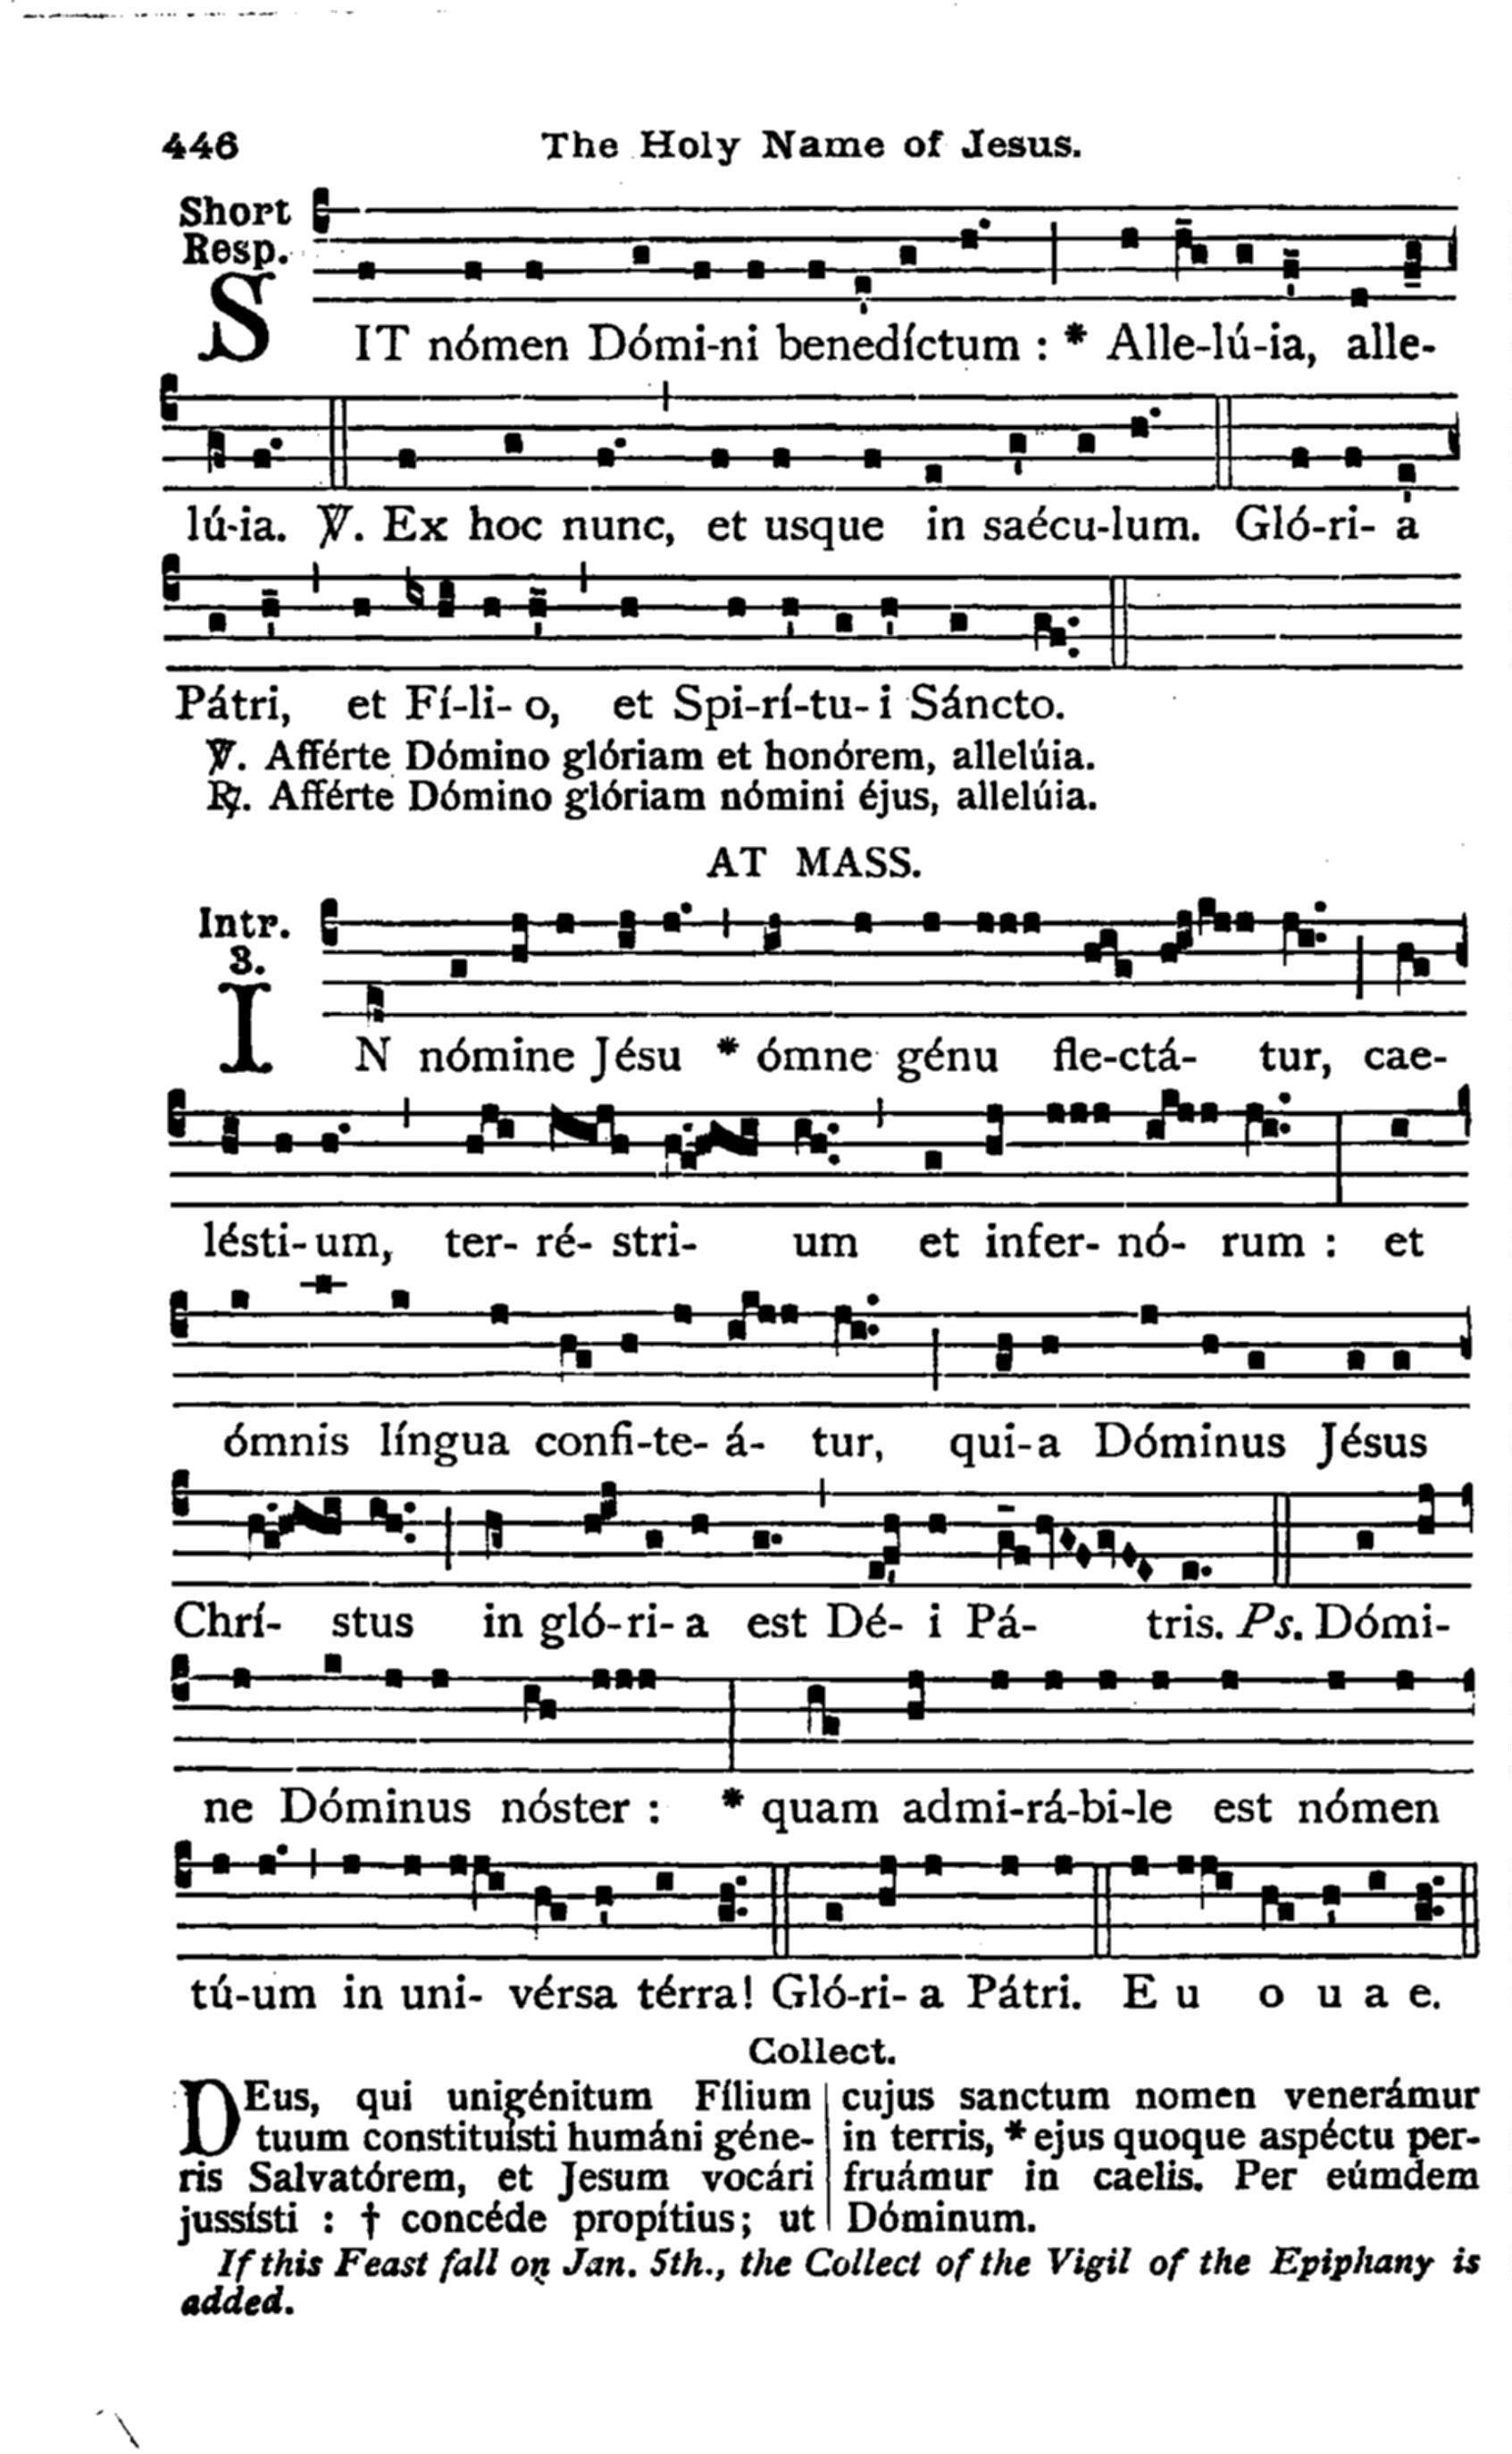 446 The Holy Name of Jesus.
Short
Resp.
SIT nómen Dómi-ni benedíctum : * Alle-lú-ia, alle-
lú-ia. ℣. Ex hoc nunc, et usque in saécu-lum. Gló-ri- a
Pátri, et Fí-li- o, et Spi-rí-tu- i Sáncto.
℣. Afférte Dómino glóriam et honórem, allelúia.
℟. Afférte Dómino glóriam nómini éjus, allelúia.
AT MASS.
Intr.
3.
IN nómine Jésu * ómne génu fle-ctá- tur, cae-
lésti- um, ter- ré- stri- um et infer- nó- rum : et
ómnis língua confi-te- á- tur, qui-a Dóminus Jésus
Chrí- stus in gló-ri- a est Dé- i Pá- tris. Ps. Dómi-
ne Dóminus nóster : * quam admi-rá-bi-le est nómen
tú-um in uni- vérsa térra! Gló-ri- a Pátri. E u o u a e.
Collect.
DEus, qui unigénitum Fílium
tuum constituísti humáni géne-
ris Salvatórem, et Jesum vocári
jussísti : † concéde propítius; ut
cujus sanctum nomen venerámur
in terris, * ejus quoque aspéctu per-
fruámur in caelis. Per eúmdem
Dóminum.
If this Feast fall on Jan. 5th., the Collect of the Vigil of the Epiphany is
added.